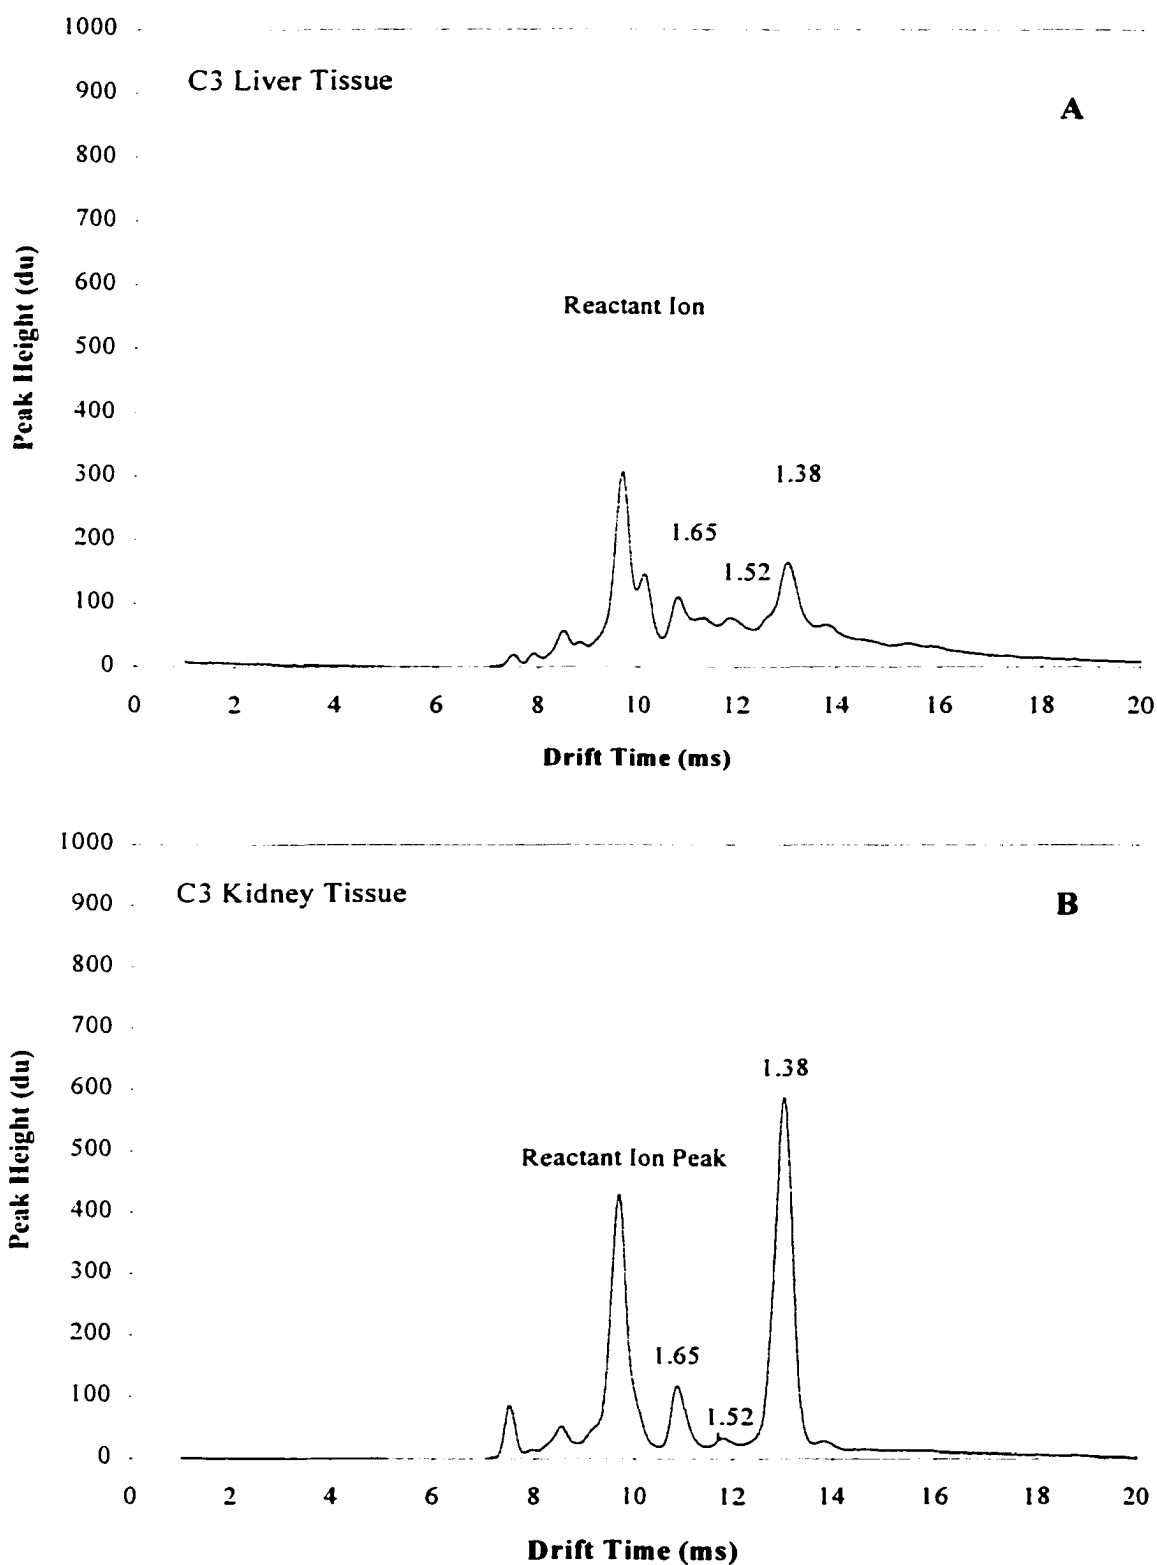 1000
C3 Liver Tissue
A
900
800
700
600
Reactant Ion
500
400
300
1.38
200
1.65
1.52
100
0
0 2 4 6 8 10 12 14 16 18 20
Peak Height (du)
Drift Time (ms)
1000
C3 Kidney Tissue
B
900
800
700
1.38
600
500
Reactant Ion Peak
400
300
200
1.65
100
1.52
0
0 2 4 6 8 10 12 14 16 18 20
Peak Height (du)
Drift Time (ms)